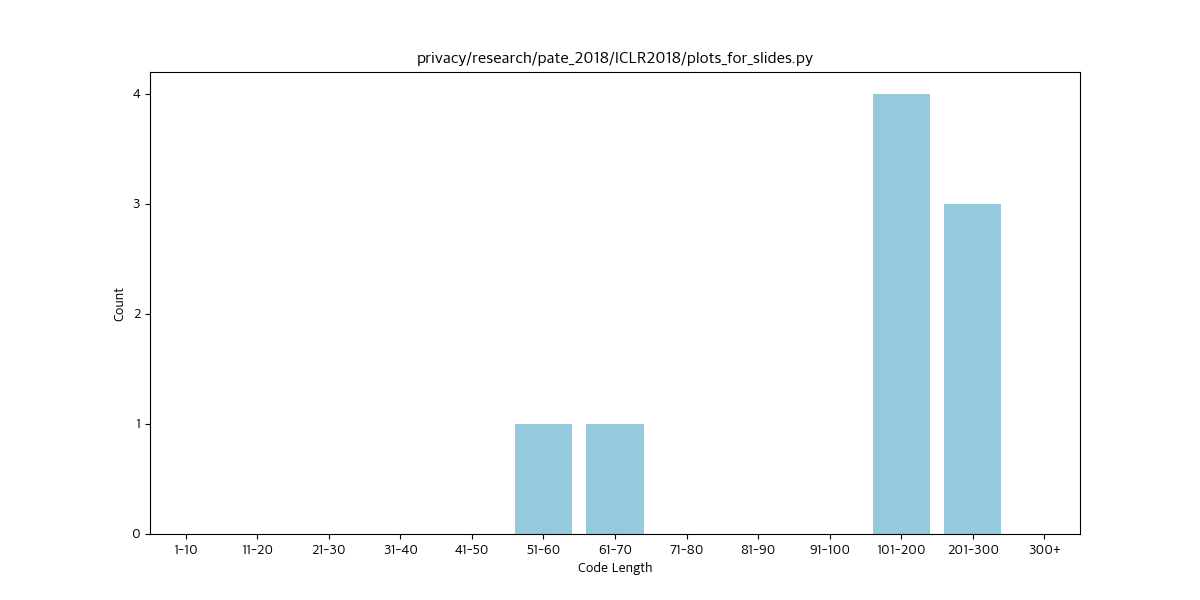 privacy/research/pate_2018/ICLR2018/plots_for_slides.py
4
3
2
1
0
Count
1-10 11-20 21-30 31-40 41-50 51-60 61-70 71-80 81-90 91-100 101-200 201-300 300+
Code Length